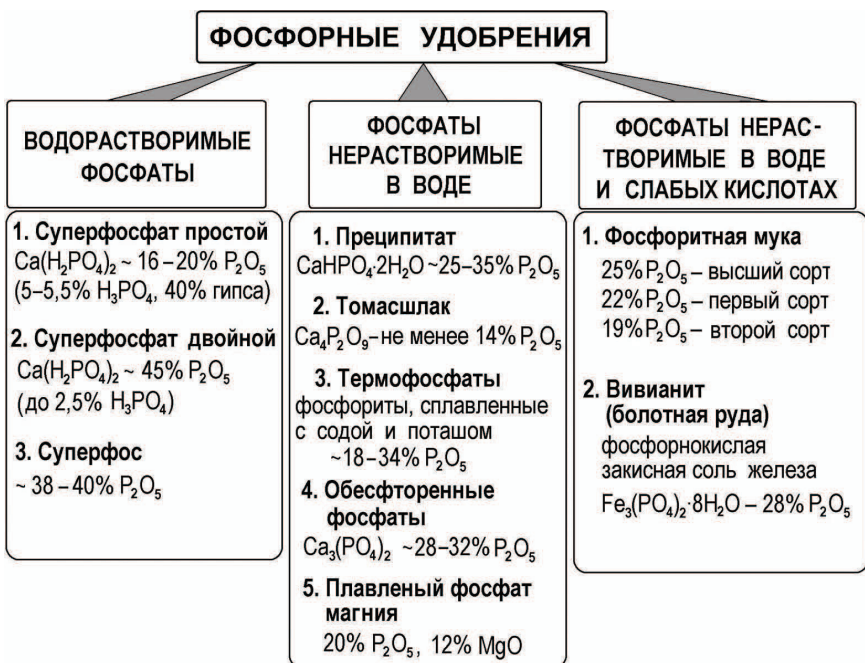 ФОСФОРНЫЕ УДОБРЕНИЯ
ВОДОРАСТВОРИМЫЕ
ФОСФАТЫ
1. Суперфосфат простой
Ca(H₂PO₄)₂ ~ 16–20% P₂O₅
(5–5,5% H₃PO₄, 40% гипса)
2. Суперфосфат двойной
Ca(H₂PO₄)₂ ~ 45% P₂O₅
(до 2,5% H₃PO₄)
3. Суперфос
~ 38–40% P₂O₅
ФОСФАТЫ
НЕРАСТВОРИМЫЕ
В ВОДЕ
1. Преципитат
CaHPO₄·2H₂O ~25–35% P₂O₅
2. Томасшлак
Ca₄P₂O₉–не менее 14% P₂O₅
3. Термофосфаты
фосфориты, сплавленные
с содой и поташом
~18–34% P₂O₅
4. Обесфторенные
фосфаты
Ca₃(PO₄)₂ ~28–32% P₂O₅
5. Плавленый фосфат
магния
20% P₂O₅, 12% MgO
ФОСФАТЫ НЕРАС-
ТВОРИМЫЕ В ВОДЕ
И СЛАБЫХ КИСЛОТАХ
1. Фосфоритная мука
25% P₂O₅ – высший сорт
22% P₂O₅ – первый сорт
19% P₂O₅ – второй сорт
2. Вивианит
(болотная руда)
фосфорнокислая
закисная соль железа
Fe₃(PO₄)₂·8H₂O – 28% P₂O₅